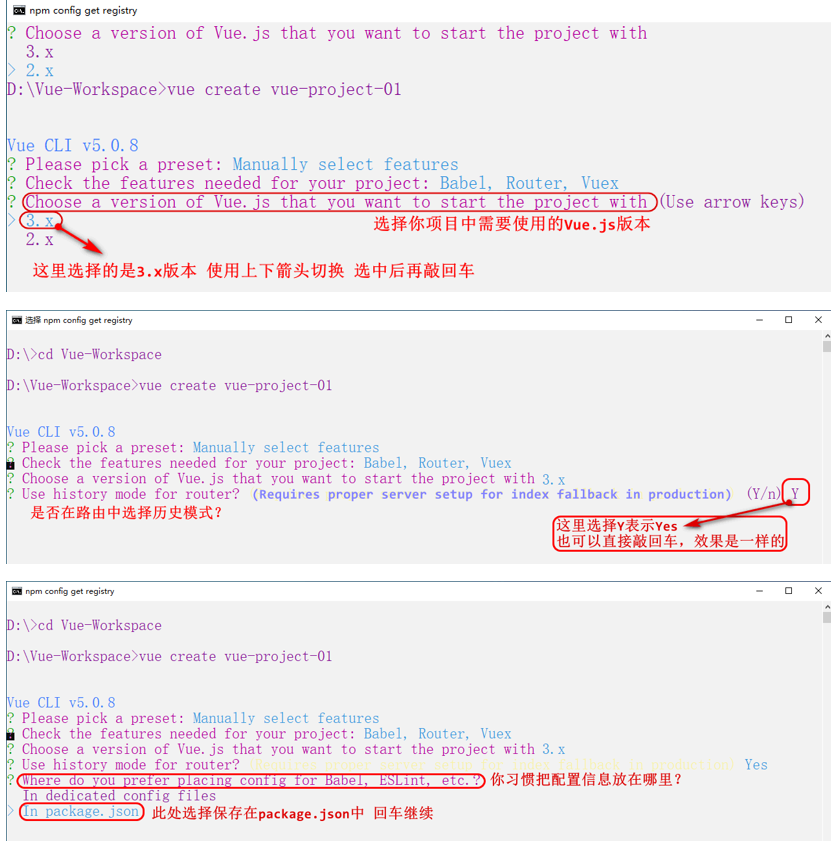 npm config get registry
? Choose a version of Vue.js that you want to start the project with
3.x
> 2.x
D:\Vue-Workspace>vue create vue-project-01
Vue CLI v5.0.8
? Please pick a preset: Manually select features
? Check the features needed for your project: Babel, Router, Vuex
? Choose a version of Vue.js that you want to start the project with (Use arrow keys)
> 3.x
选择你项目中需要使用的Vue.js版本
2.x
这里选择的是3.x版本 使用上下箭头切换 选中后再敲回车
选择 npm config get registry
D:\>cd Vue-Workspace
D:\Vue-Workspace>vue create vue-project-01
Vue CLI v5.0.8
? Please pick a preset: Manually select features
? Check the features needed for your project: Babel, Router, Vuex
? Choose a version of Vue.js that you want to start the project with 3.x
? Use history mode for router? (Requires proper server setup for index fallback in production) (Y/n) Y
是否在路由中选择历史模式？
这里选择Y表示Yes
也可以直接敲回车，效果是一样的
npm config get registry
D:\>cd Vue-Workspace
D:\Vue-Workspace>vue create vue-project-01
Vue CLI v5.0.8
? Please pick a preset: Manually select features
? Check the features needed for your project: Babel, Router, Vuex
? Choose a version of Vue.js that you want to start the project with 3.x
? Use history mode for router? (Requires proper server setup for index fallback in production) Yes
? Where do you prefer placing config for Babel, ESLint, etc.? 你习惯把配置信息放在哪里？
In dedicated config files
> In package.json 此处选择保存在package.json中 回车继续